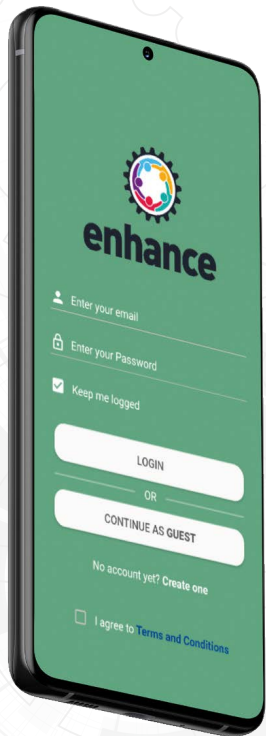 enhance
Enter your email
Enter your Password
Keep me logged
LOGIN
OR
CONTINUE AS GUEST
No account yet? Create one
I agree to Terms and Conditions